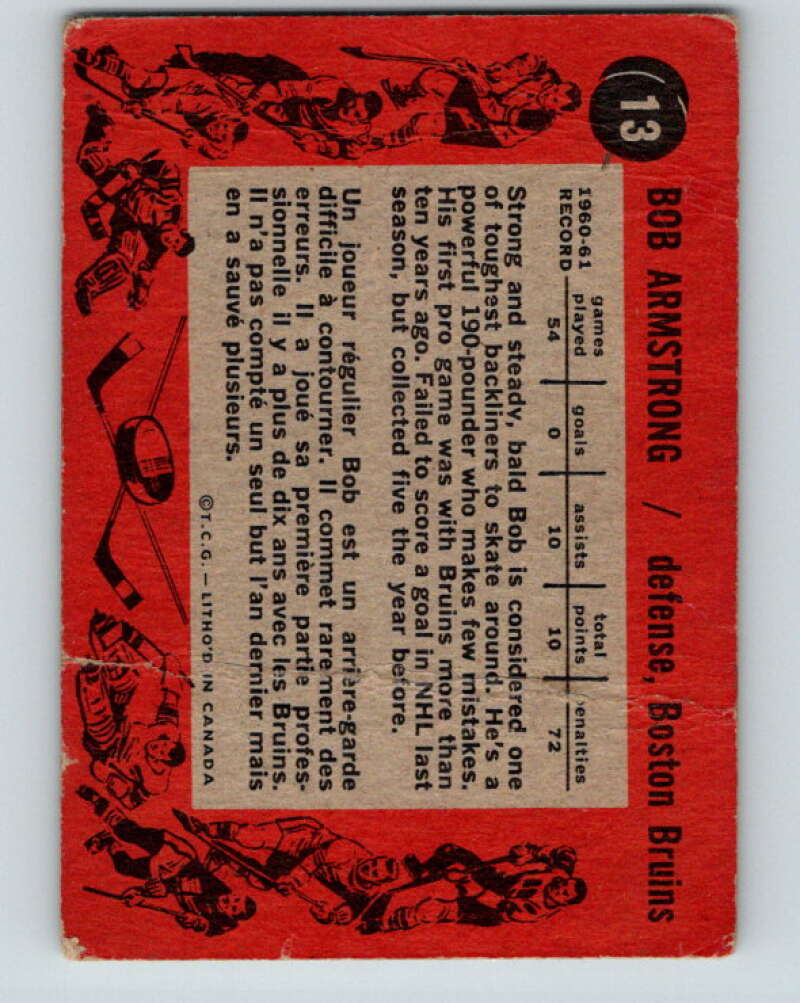 13
BOB ARMSTRONG / defense, Boston Bruins
1960-61 RECORD
games played goals assists total points penalties
54 0 10 10 72
Strong and steady, bald Bob is considered one
of toughest backliners to skate around. He's a
powerful 190-pounder who makes few mistakes.
His first pro game was with Bruins more than
ten years ago. Failed to score a goal in NHL last
season, but collected five the year before.
Un joueur régulier Bob est un arrière-garde
difficile à contourner. Il commet rarement des
erreurs. Il a joué sa première partie profes-
sionnelle il y a plus de dix ans avec les Bruins.
Il n'a pas compté un seul but l'an dernier mais
en a sauvé plusieurs.
©T.C.G. — LITHO'D IN CANADA